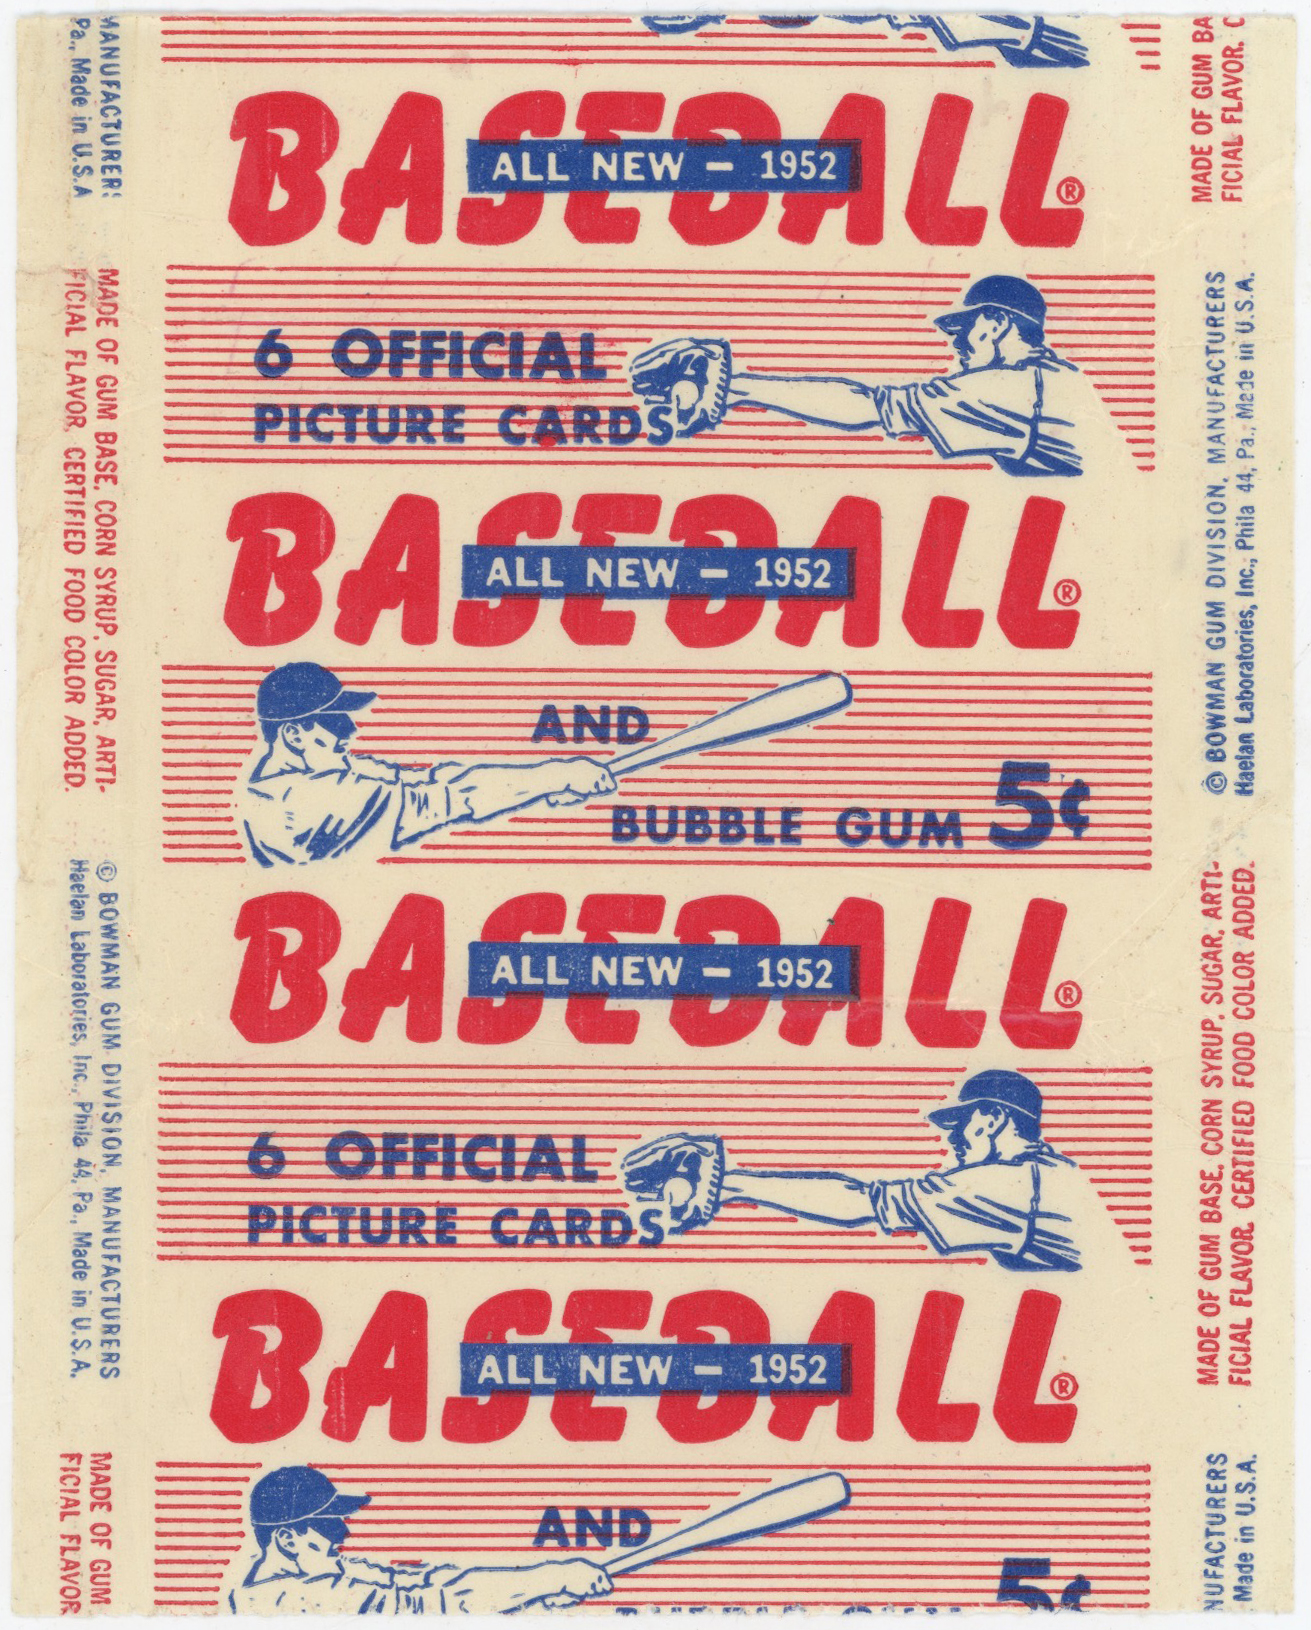 MANUFACTURER
Pa., Made in U.S.A
MADE OF GUM BASE, CORN SYRUP, SUGAR, ARTI-
FICIAL FLAVOR, CERTIFIED FOOD COLOR ADDED.
© BOWMAN GUM DIVISION, MANUFACTURERS
Haelan Laboratories, Inc., Phila 44, Pa., Made in U.S.A.
MADE OF GUM
FICIAL FLAVOR
BASEBALL®
ALL NEW – 1952
6 OFFICIAL
PICTURE CARDS
BASEBALL®
ALL NEW – 1952
AND
BUBBLE GUM 5¢
BASEBALL®
ALL NEW – 1952
6 OFFICIAL
PICTURE CARDS
BASEBALL®
ALL NEW – 1952
AND
5¢
MADE OF GUM BA
FICIAL FLAVOR, C
© BOWMAN GUM DIVISION, MANUFACTURERS
Haelan Laboratories, Inc., Phila 44, Pa., Made in U.S.A.
MADE OF GUM BASE, CORN SYRUP, SUGAR, ARTI-
FICIAL FLAVOR, CERTIFIED FOOD COLOR ADDED.
NUFACTURERS
Made in U.S.A.